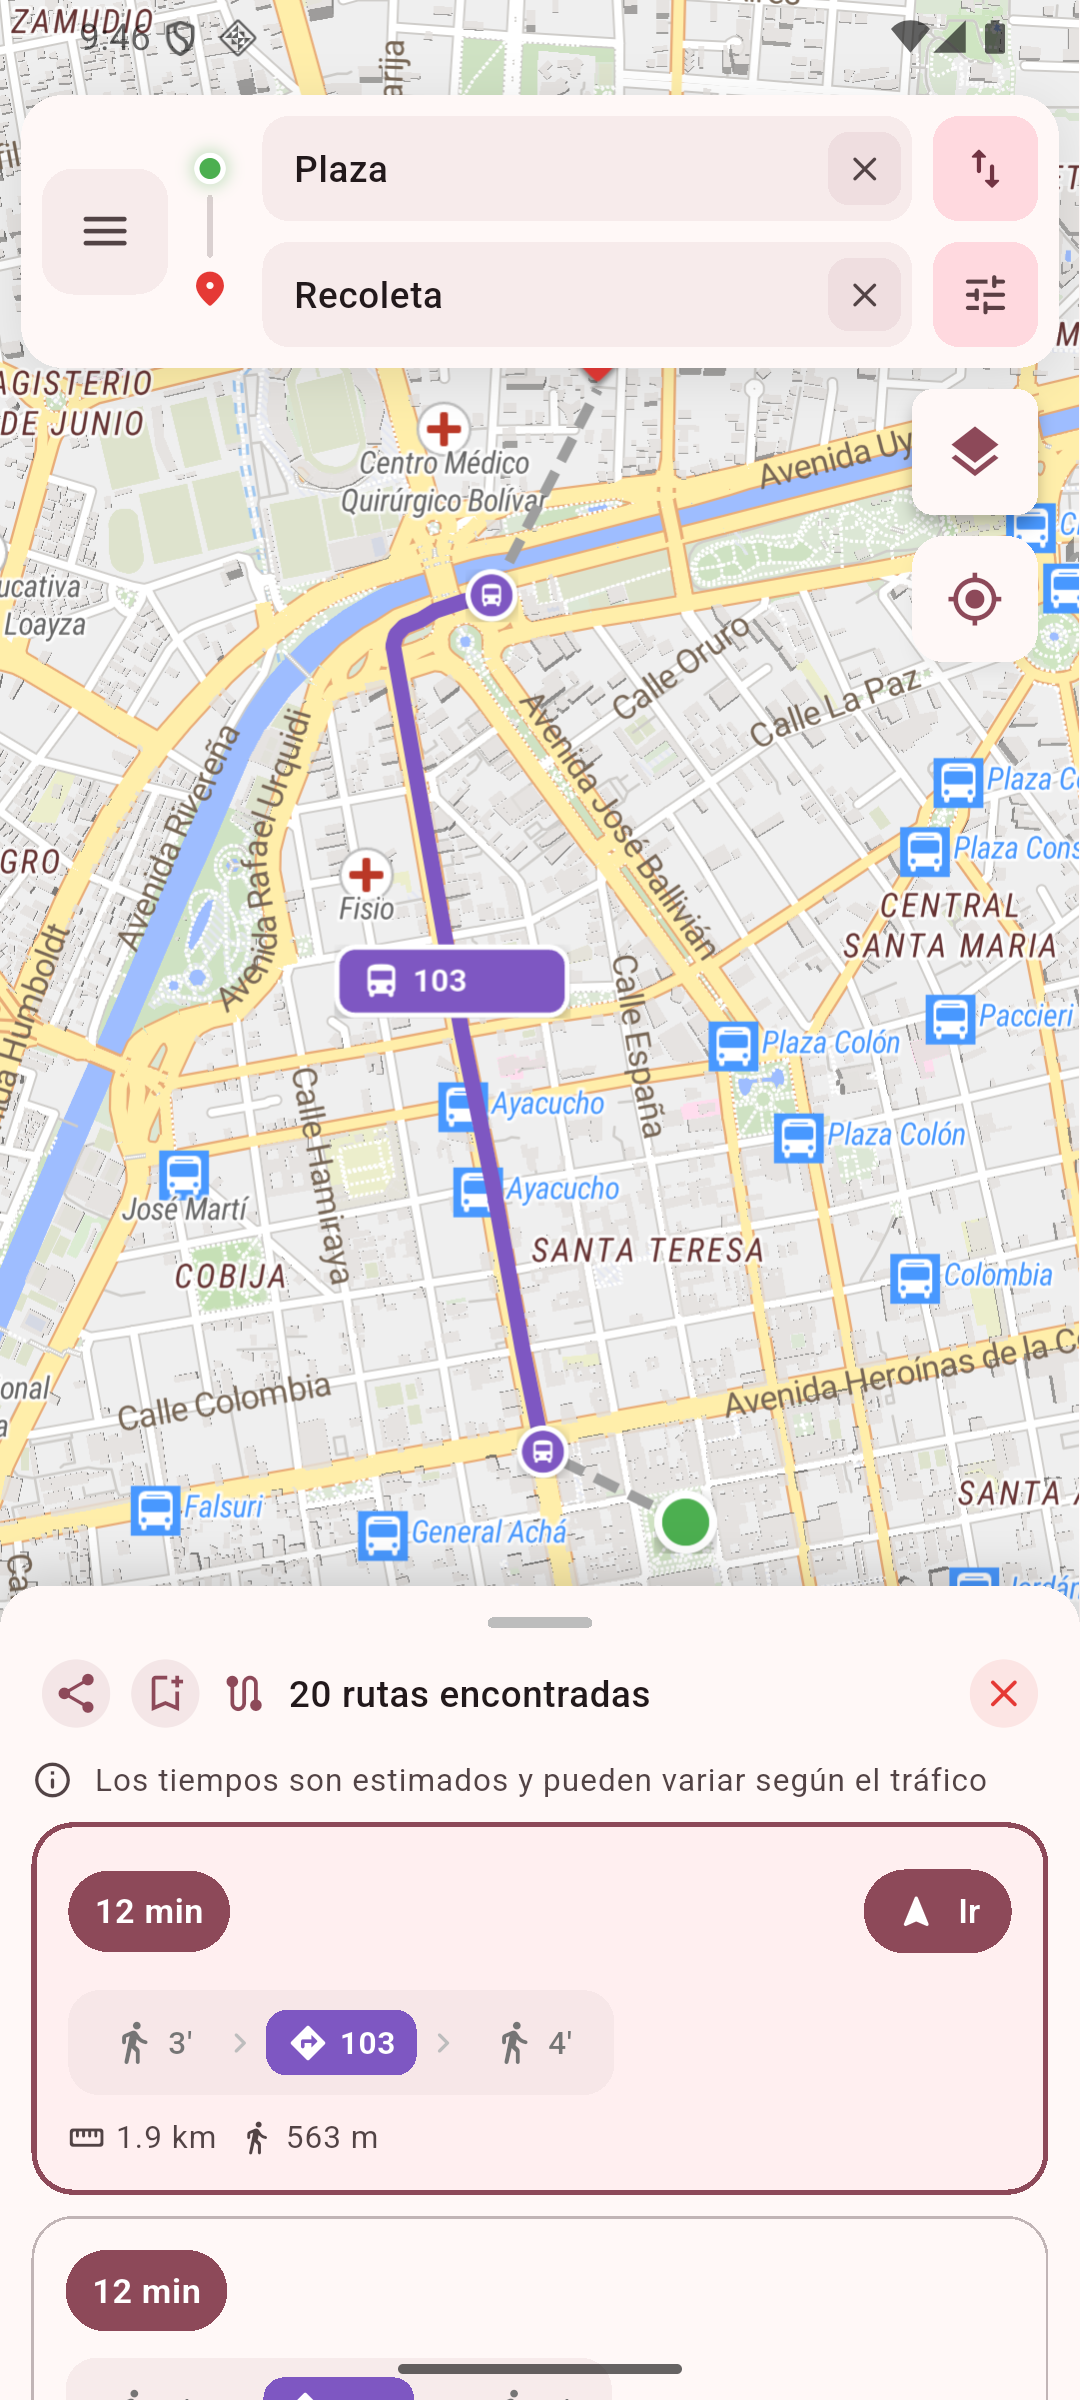 ZAMUDIO
9:46
Plaza
Recoleta
AGISTERIO
DE JUNIO
Centro Médico
Quirúrgico Bolívar
Avenida Uy
ucativa
Loayza
Calle Oruro
Calle La Paz
Avenida Rivereña
Avenida Rafael Urquidi
Avenida José Ballivián
Plaza C
Plaza Cons
GRO
Fisio
CENTRAL
SANTA MARIA
103
Calle España
Paccieri
Plaza Colón
Ayacucho
Plaza Colón
Calle Hamiraya
Ayacucho
José Martí
SANTA TERESA
COBIJA
Colombia
onal
a
Calle Colombia
Avenida Heroínas de la C
SANTA
Falsuri
General Achá
20 rutas encontradas
Los tiempos son estimados y pueden variar según el tráfico
12 min
Ir
3'
103
4'
1.9 km
563 m
12 min